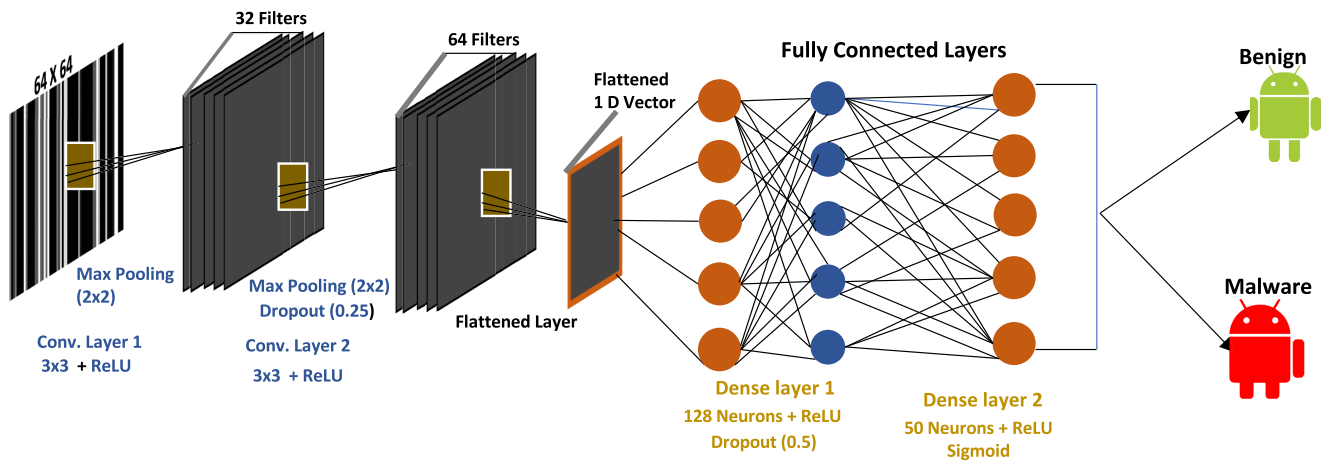 64 X 64
32 Filters
64 Filters
Flattened
1 D Vector
Fully Connected Layers
Benign
Malware
Max Pooling
(2x2)
Conv. Layer 1
3x3 + ReLU
Max Pooling (2x2)
Dropout (0.25)
Conv. Layer 2
3x3 + ReLU
Flattened Layer
Dense layer 1
128 Neurons + ReLU
Dropout (0.5)
Dense layer 2
50 Neurons + ReLU
Sigmoid